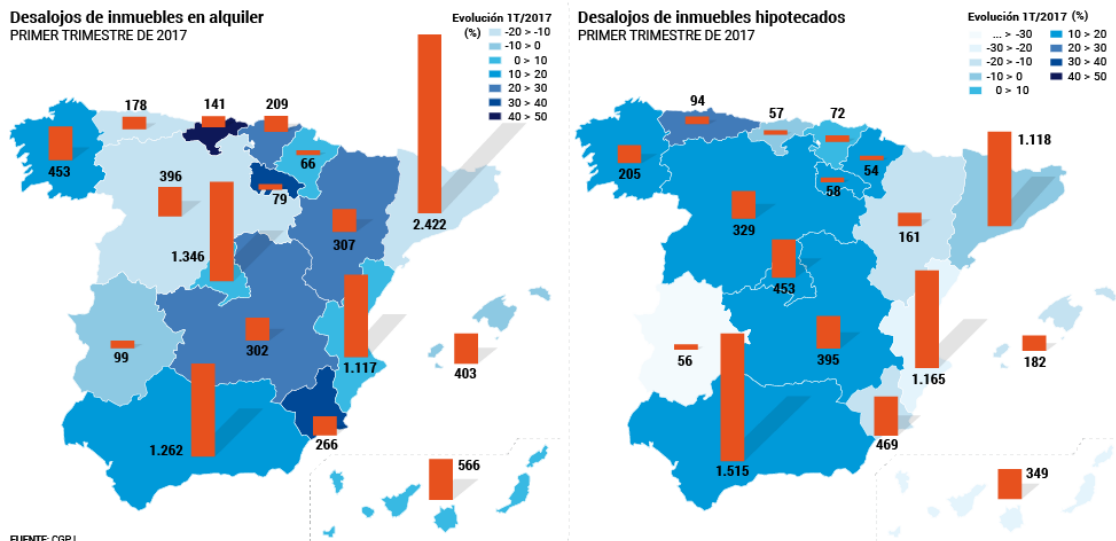 Desalojos de inmuebles en alquiler
PRIMER TRIMESTRE DE 2017
Evolución 1T/2017
(%)
-20 > -10
-10 > 0
0 > 10
10 > 20
20 > 30
30 > 40
40 > 50
178
141
209
453
396
66
79
2.422
1.346
307
99
302
1.117
403
1.262
266
566
FUENTE: CGPJ
Desalojos de inmuebles hipotecados
PRIMER TRIMESTRE DE 2017
Evolución 1T/2017 (%)
... > -30
-30 > -20
-20 > -10
-10 > 0
0 > 10
10 > 20
20 > 30
30 > 40
40 > 50
94
57
72
1.118
205
54
58
329
161
453
56
395
1.165
182
469
1.515
349